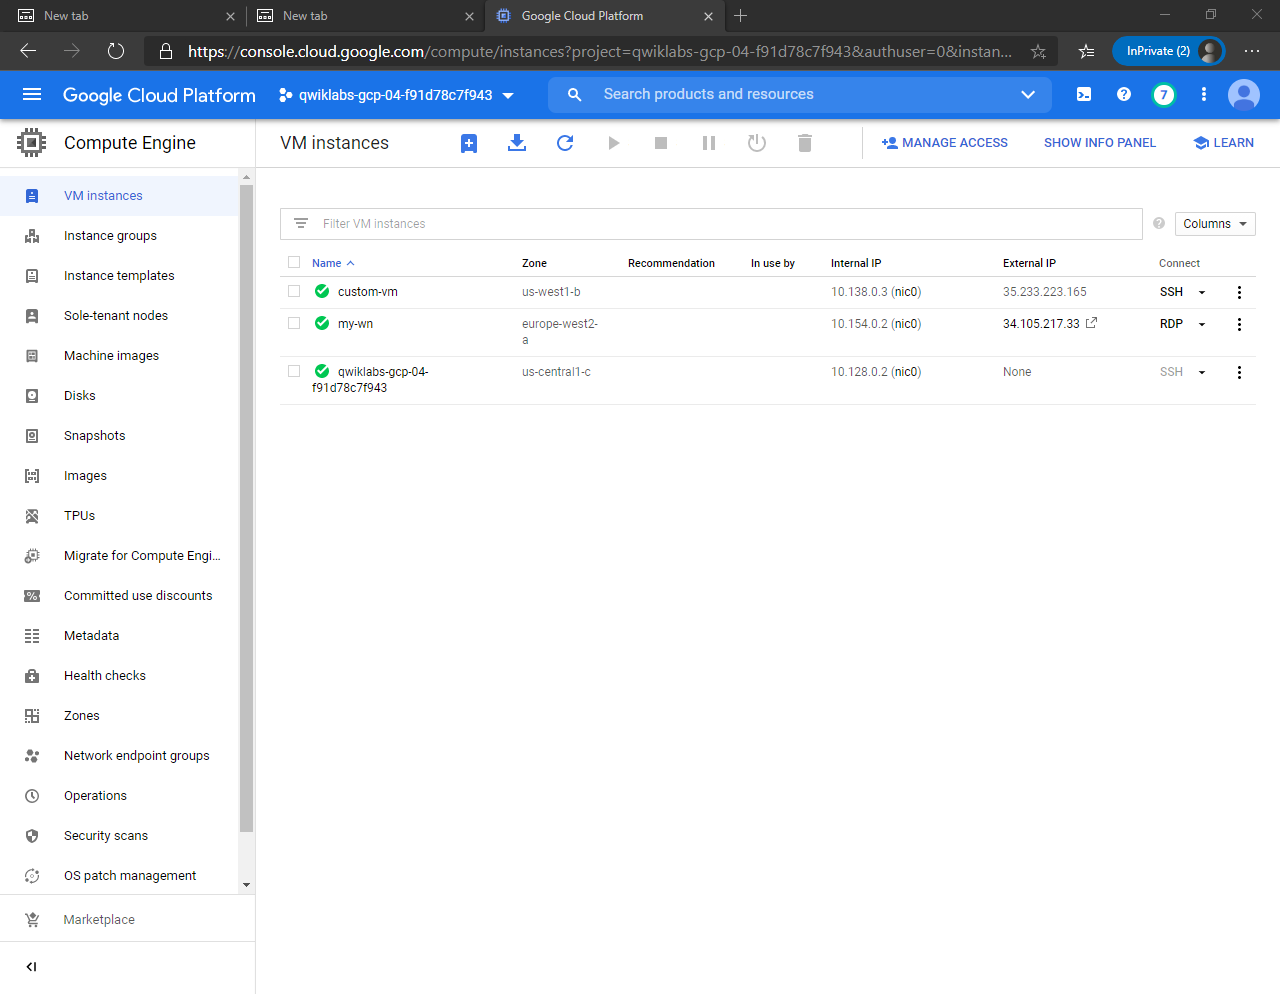 New tab
New tab
Google Cloud Platform
https://console.cloud.google.com/compute/instances?project=qwiklabs-gcp-04-f91d78c7f943&authuser=0&instan...
InPrivate (2)
Google Cloud Platform
qwiklabs-gcp-04-f91d78c7f943
Search products and resources
7
Compute Engine
VM instances
MANAGE ACCESS
SHOW INFO PANEL
LEARN
VM instances
Instance groups
Instance templates
Sole-tenant nodes
Machine images
Disks
Snapshots
Images
TPUs
Migrate for Compute Engi...
Committed use discounts
Metadata
Health checks
Zones
Network endpoint groups
Operations
Security scans
OS patch management
Marketplace
Filter VM instances
Columns
Name Zone Recommendation In use by Internal IP External IP Connect
custom-vm us-west1-b 10.138.0.3 (nic0) 35.233.223.165 SSH
my-wn europe-west2- 10.154.0.2 (nic0) 34.105.217.33 RDP
a
qwiklabs-gcp-04- us-central1-c 10.128.0.2 (nic0) None SSH
f91d78c7f943